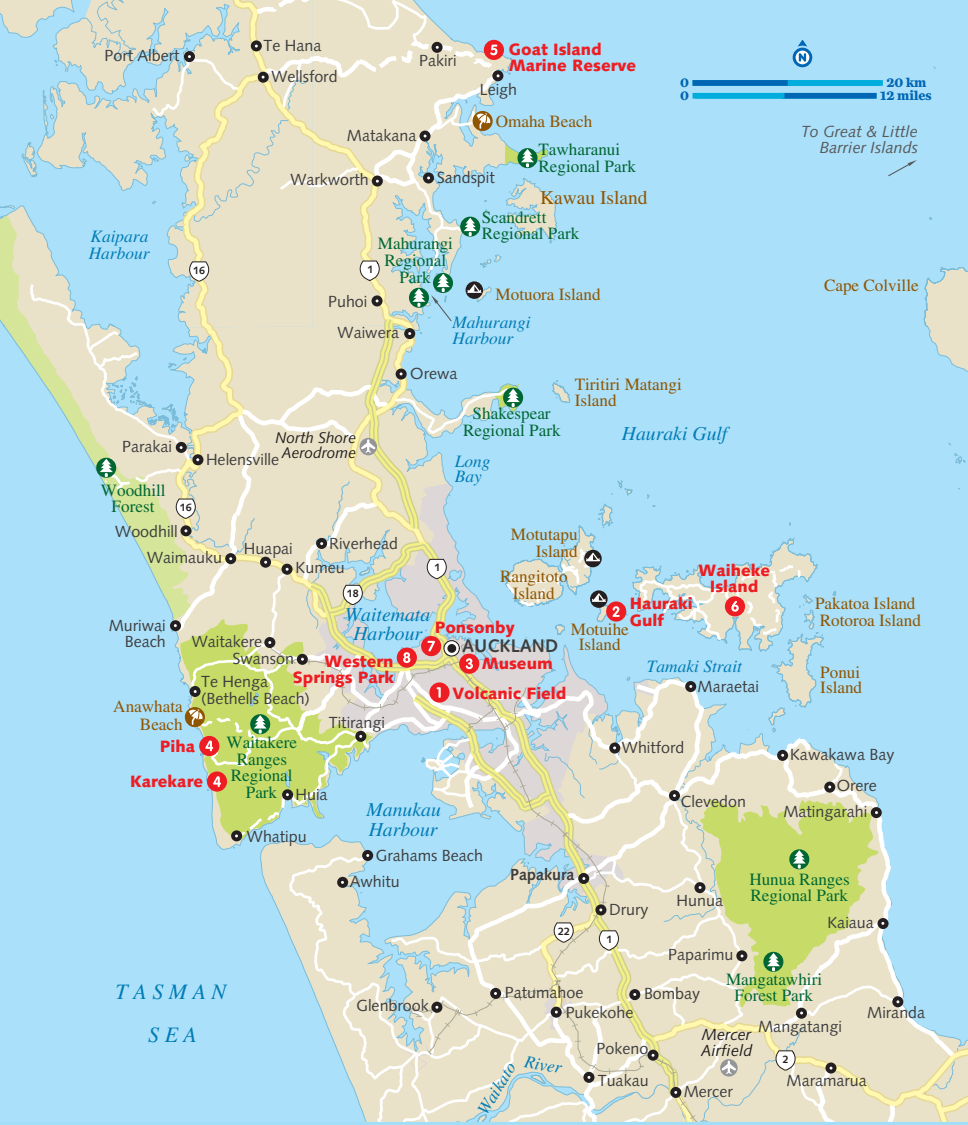 Port Albert
Te Hana
Wellsford
Pakiri
5
Goat Island
Marine Reserve
Leigh
N
0
20 km
0
12 miles
Omaha Beach
To Great & Little
Barrier Islands
Matakana
Tawharanui
Regional Park
Warkworth
Sandspit
Kawau Island
Scandrett
Regional Park
Kaipara
Harbour
Mahurangi
Regional
Park
16
1
Motuora Island
Cape Colville
Puhoi
Mahurangi
Harbour
Waiwera
Orewa
Tiritiri Matangi
Island
Shakespear
Regional Park
Hauraki Gulf
North Shore
Aerodrome
Parakai
Helensville
Long
Bay
Woodhill
Forest
16
Woodhill
Waimauku
Huapai
Kumeu
Riverhead
Motutapu
Island
Rangitoto
Island
1
18
Waiheke
Island
6
2
Hauraki
Gulf
Motuihe
Island
Pakatoa Island
Rotoroa Island
Waitemata
Harbour
Ponsonby
7
AUCKLAND
Muriwai
Beach
Waitakere
Swanson
Western
Springs Park
8
3
Museum
Tamaki Strait
Ponui
Island
Maraetai
Te Henga
(Bethells Beach)
1
Volcanic Field
Anawhata
Beach
Titirangi
Piha
4
Waitakere
Ranges
Regional
Park
Whitford
Kawakawa Bay
Karekare
4
Huia
Orere
Clevedon
Matingarahi
Manukau
Harbour
Whatipu
Grahams Beach
Awhitu
Papakura
Hunua Ranges
Regional Park
Hunua
Drury
Kaiaua
22
1
Paparimu
Mangatawhiri
Forest Park
TASMAN
SEA
Glenbrook
Patumahoe
Bombay
Pukekohe
Miranda
Mangatangi
Mercer
Airfield
Pokeno
2
Waikato
River
Tuakau
Maramarua
Mercer